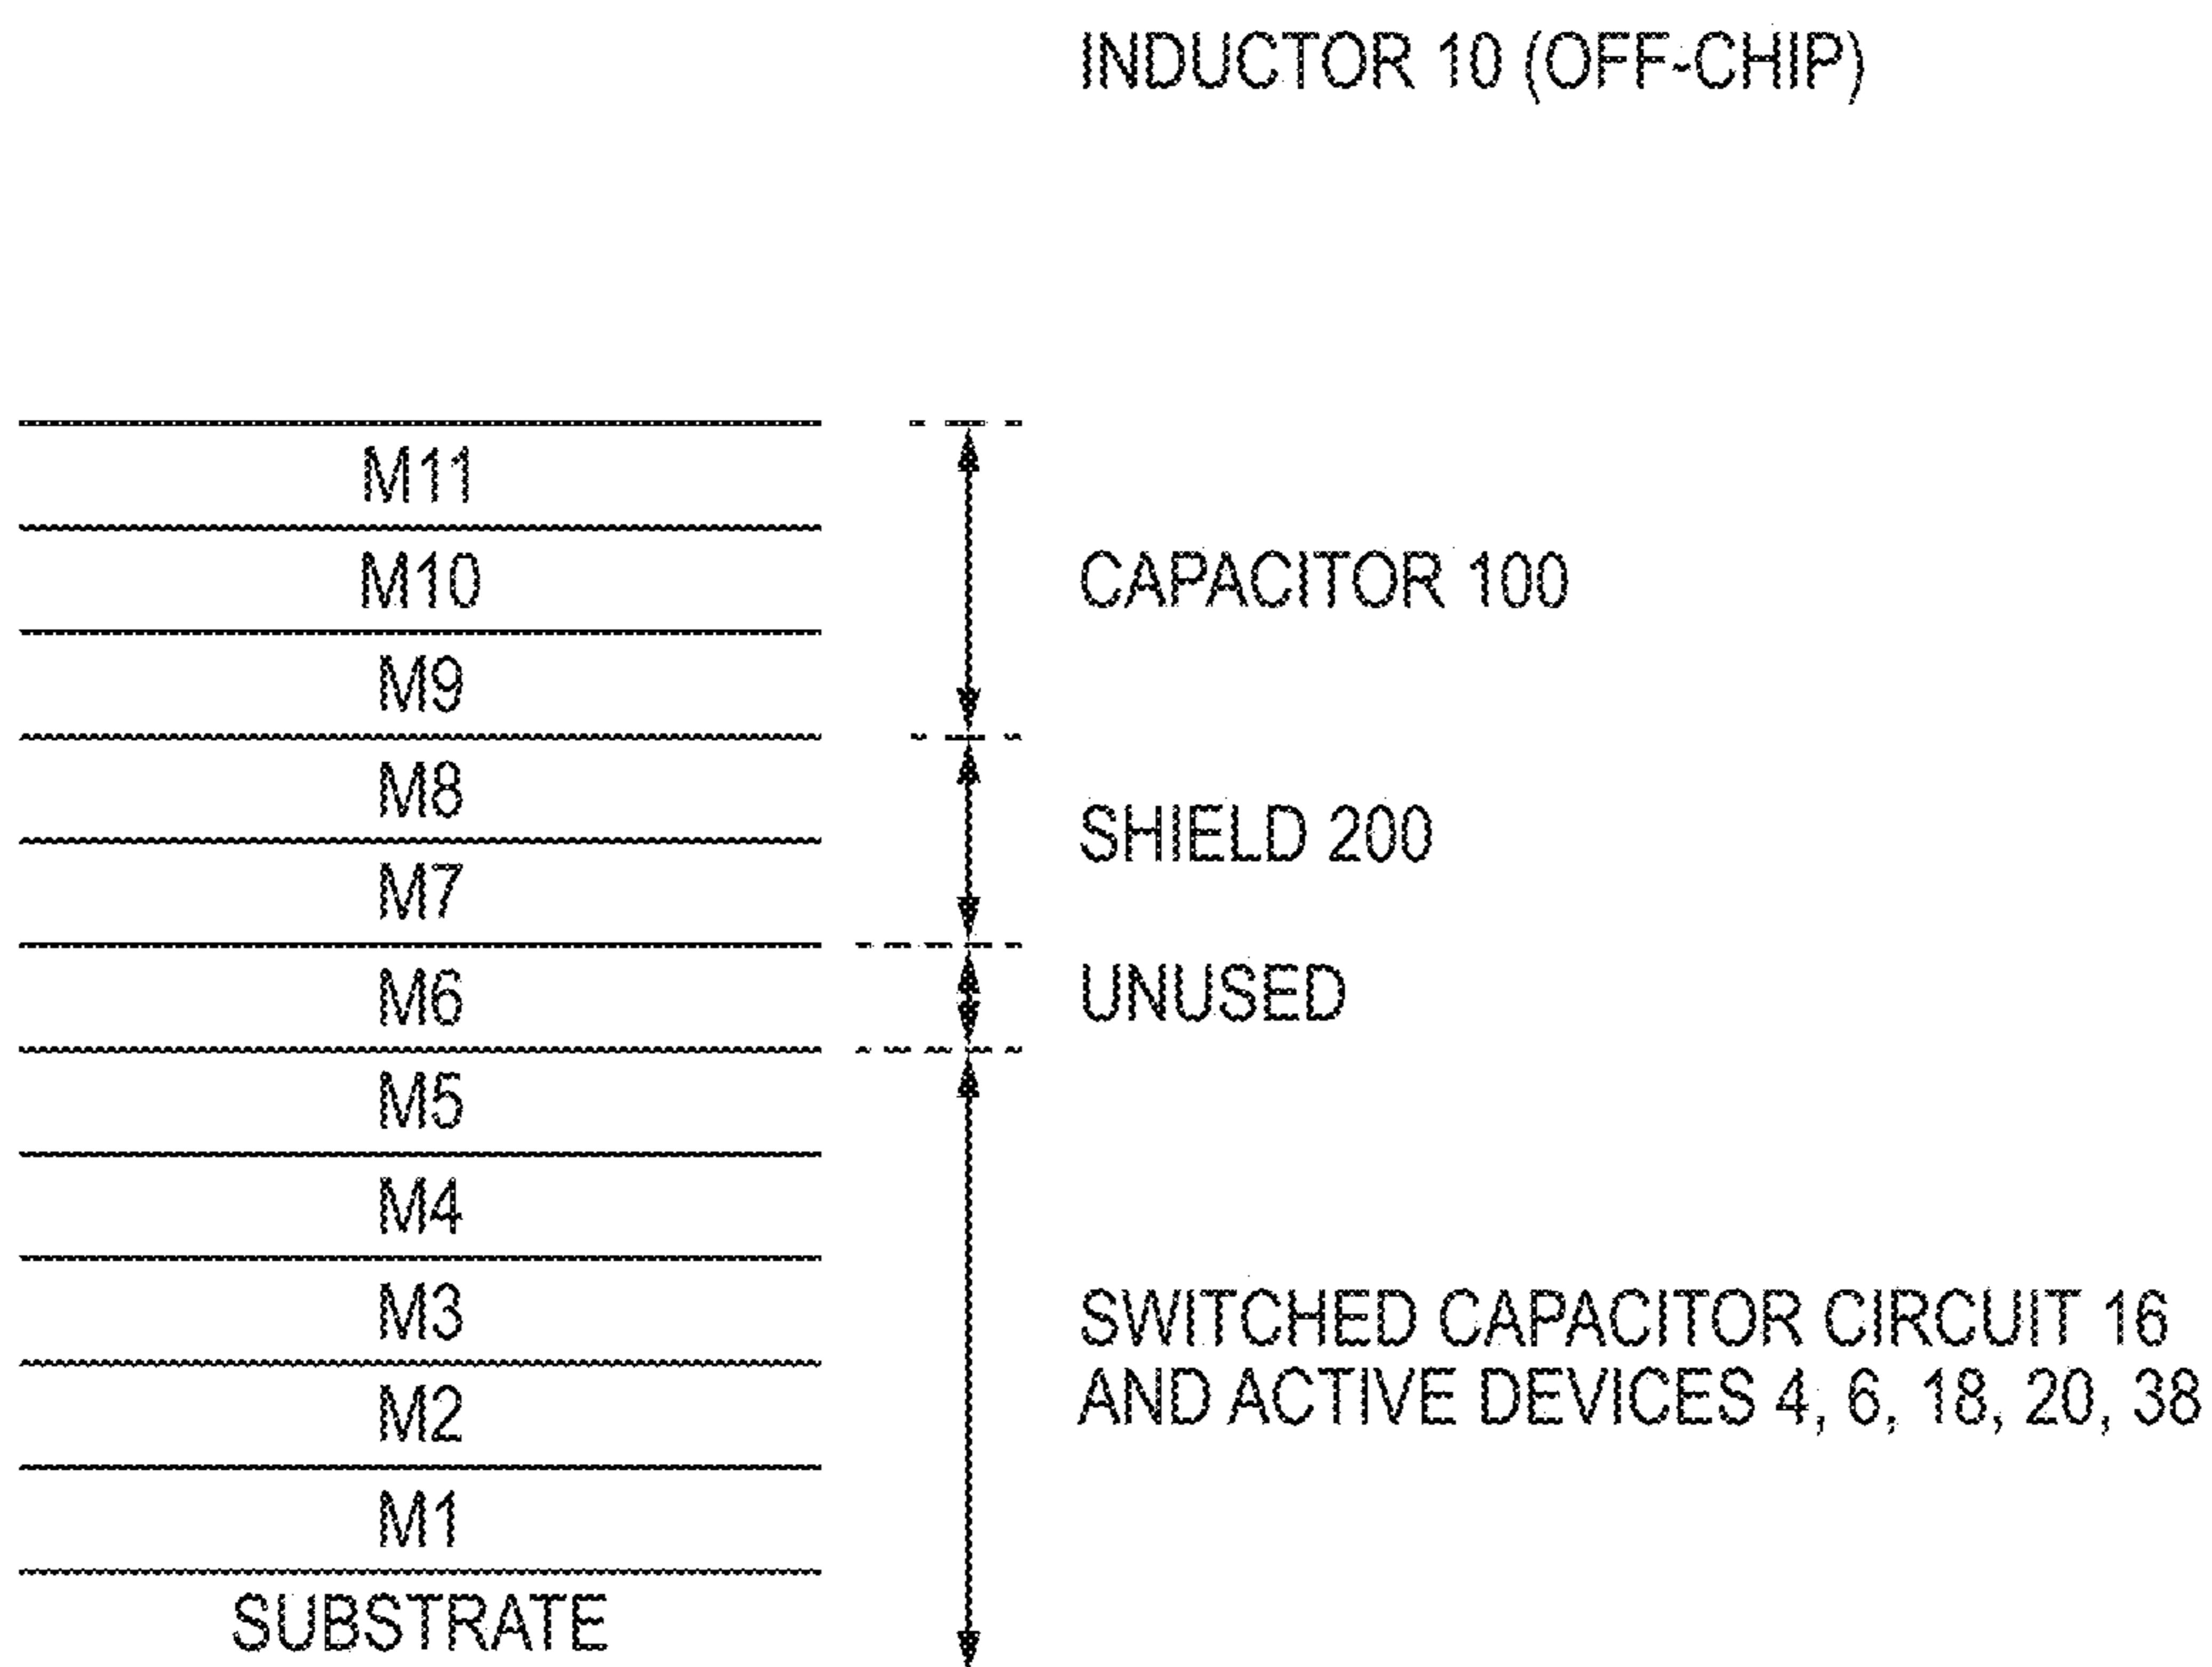 INDUCTOR 10 (OFF-CHIP)
M11
M10
CAPACITOR 100
M9
M8
SHIELD 200
M7
M6
UNUSED
M5
M4
M3
SWITCHED CAPACITOR CIRCUIT 16
AND ACTIVE DEVICES 4, 6, 18, 20, 38
M2
M1
SUBSTRATE